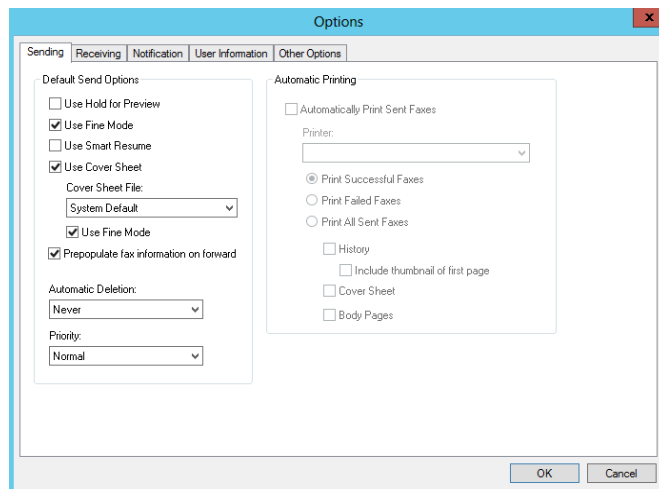 Options
x
Sending Receiving Notification User Information Other Options
Default Send Options
Use Hold for Preview
Use Fine Mode
Use Smart Resume
Use Cover Sheet
Cover Sheet File:
System Default
Use Fine Mode
Prepopulate fax information on forward
Automatic Deletion:
Never
Priority:
Normal
Automatic Printing
Automatically Print Sent Faxes
Printer:
Print Successful Faxes
Print Failed Faxes
Print All Sent Faxes
History
Include thumbnail of first page
Cover Sheet
Body Pages
OK Cancel